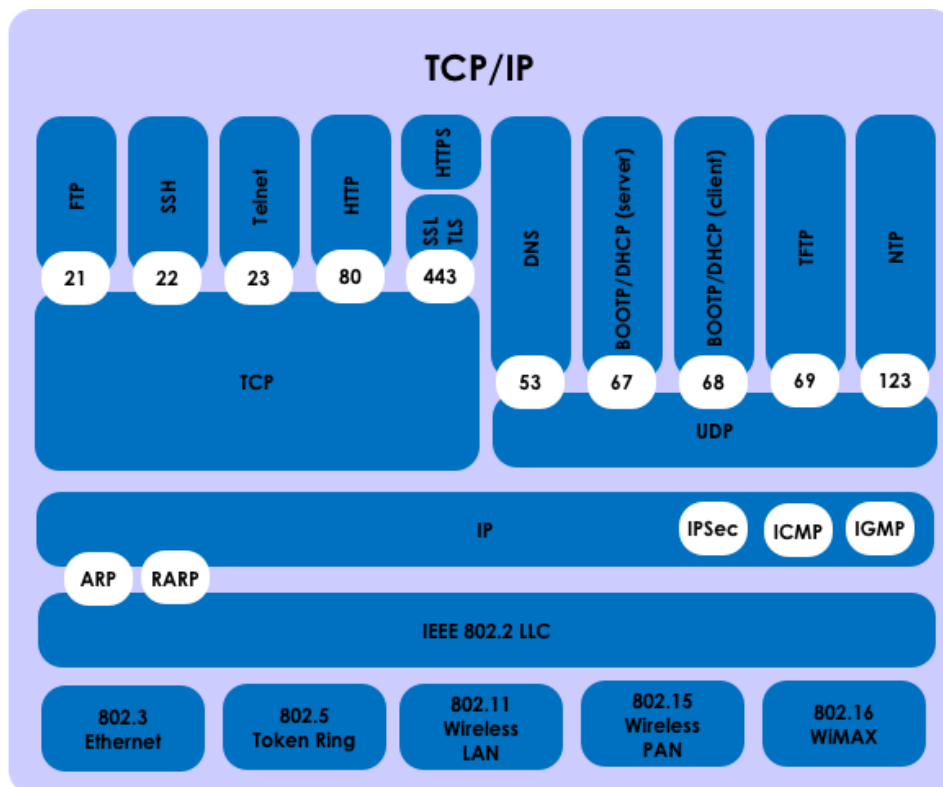 TCP/IP
FTP
SSH
Telnet
HTTP
HTTPS
SSL
TLS
DNS
BOOTP/DHCP (server)
BOOTP/DHCP (client)
TFTP
NTP
21
22
23
80
443
53
67
68
69
123
TCP
UDP
IP
IPSec
ICMP
IGMP
ARP
RARP
IEEE 802.2 LLC
802.3
Ethernet
802.5
Token Ring
802.11
Wireless
LAN
802.15
Wireless
PAN
802.16
WiMAX